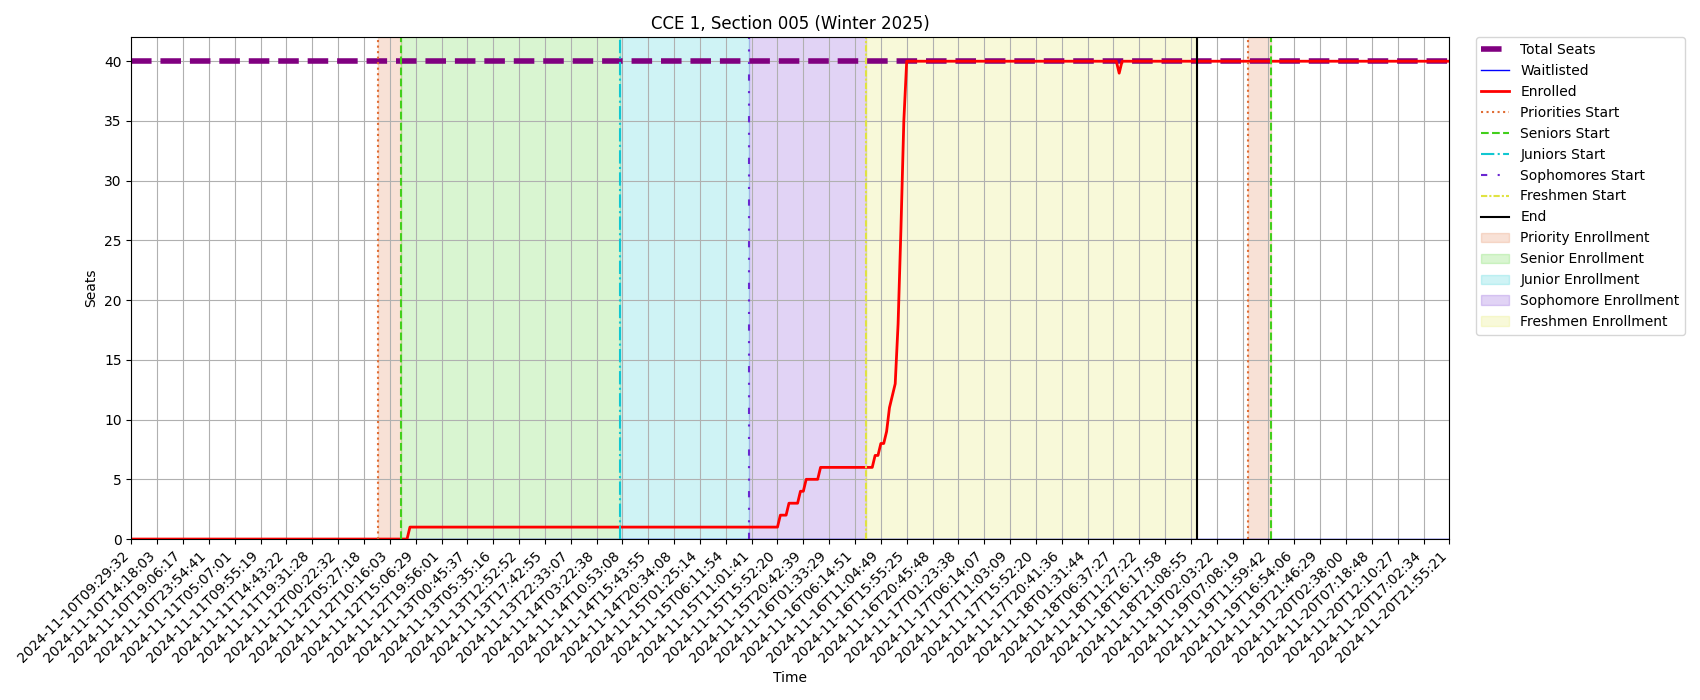 CCE 1, Section 005 (Winter 2025)
Seats
40
35
30
25
20
15
10
5
0
2024-11-10T09:29:32
2024-11-10T14:18:03
2024-11-10T19:06:17
2024-11-10T23:54:41
2024-11-11T05:07:01
2024-11-11T09:55:19
2024-11-11T14:43:22
2024-11-11T19:31:28
2024-11-12T00:22:32
2024-11-12T05:27:18
2024-11-12T10:16:03
2024-11-12T15:06:29
2024-11-12T19:56:01
2024-11-13T00:45:37
2024-11-13T05:35:16
2024-11-13T12:52:52
2024-11-13T17:42:55
2024-11-13T22:33:07
2024-11-14T03:22:38
2024-11-14T10:53:08
2024-11-14T15:43:55
2024-11-14T20:34:08
2024-11-15T01:25:14
2024-11-15T06:11:54
2024-11-15T11:01:41
2024-11-15T15:52:20
2024-11-15T20:42:39
2024-11-16T01:33:29
2024-11-16T06:14:51
2024-11-16T11:04:49
2024-11-16T15:55:25
2024-11-16T20:45:48
2024-11-17T01:23:38
2024-11-17T06:14:07
2024-11-17T11:03:09
2024-11-17T15:52:20
2024-11-17T20:41:36
2024-11-18T01:31:44
2024-11-18T06:37:27
2024-11-18T11:27:22
2024-11-18T16:17:58
2024-11-18T21:08:55
2024-11-19T02:03:22
2024-11-19T07:08:19
2024-11-19T11:59:42
2024-11-19T16:54:06
2024-11-19T21:46:29
2024-11-20T02:38:00
2024-11-20T07:18:48
2024-11-20T12:10:27
2024-11-20T17:02:34
2024-11-20T21:55:21
Time
Total Seats
Waitlisted
Enrolled
Priorities Start
Seniors Start
Juniors Start
Sophomores Start
Freshmen Start
End
Priority Enrollment
Senior Enrollment
Junior Enrollment
Sophomore Enrollment
Freshmen Enrollment